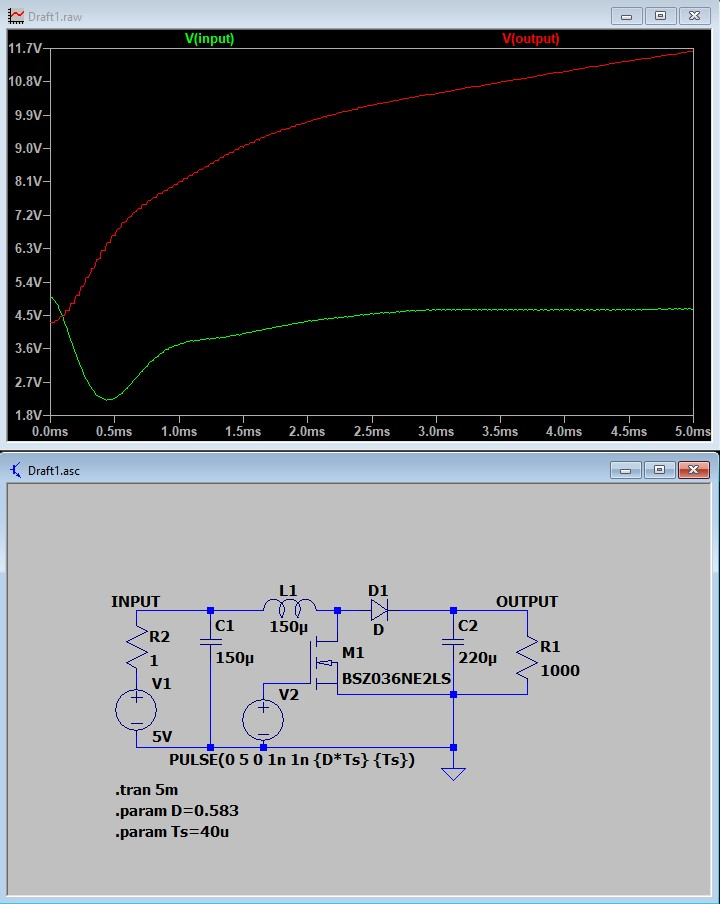 Draft1.raw
V(input) V(output)
11.7V
10.8V
9.9V
9.0V
8.1V
7.2V
6.3V
5.4V
4.5V
3.6V
2.7V
1.8V
0.0ms 0.5ms 1.0ms 1.5ms 2.0ms 2.5ms 3.0ms 3.5ms 4.0ms 4.5ms 5.0ms
Draft1.asc
INPUT L1 D1 OUTPUT
R2 C1 150µ D C2 R1
1 150µ M1 220µ 1000
V1 V2 BSZ036NE2LS
5V
PULSE(0 5 0 1n 1n {D*Ts} {Ts})
.tran 5m
.param D=0.583
.param Ts=40u